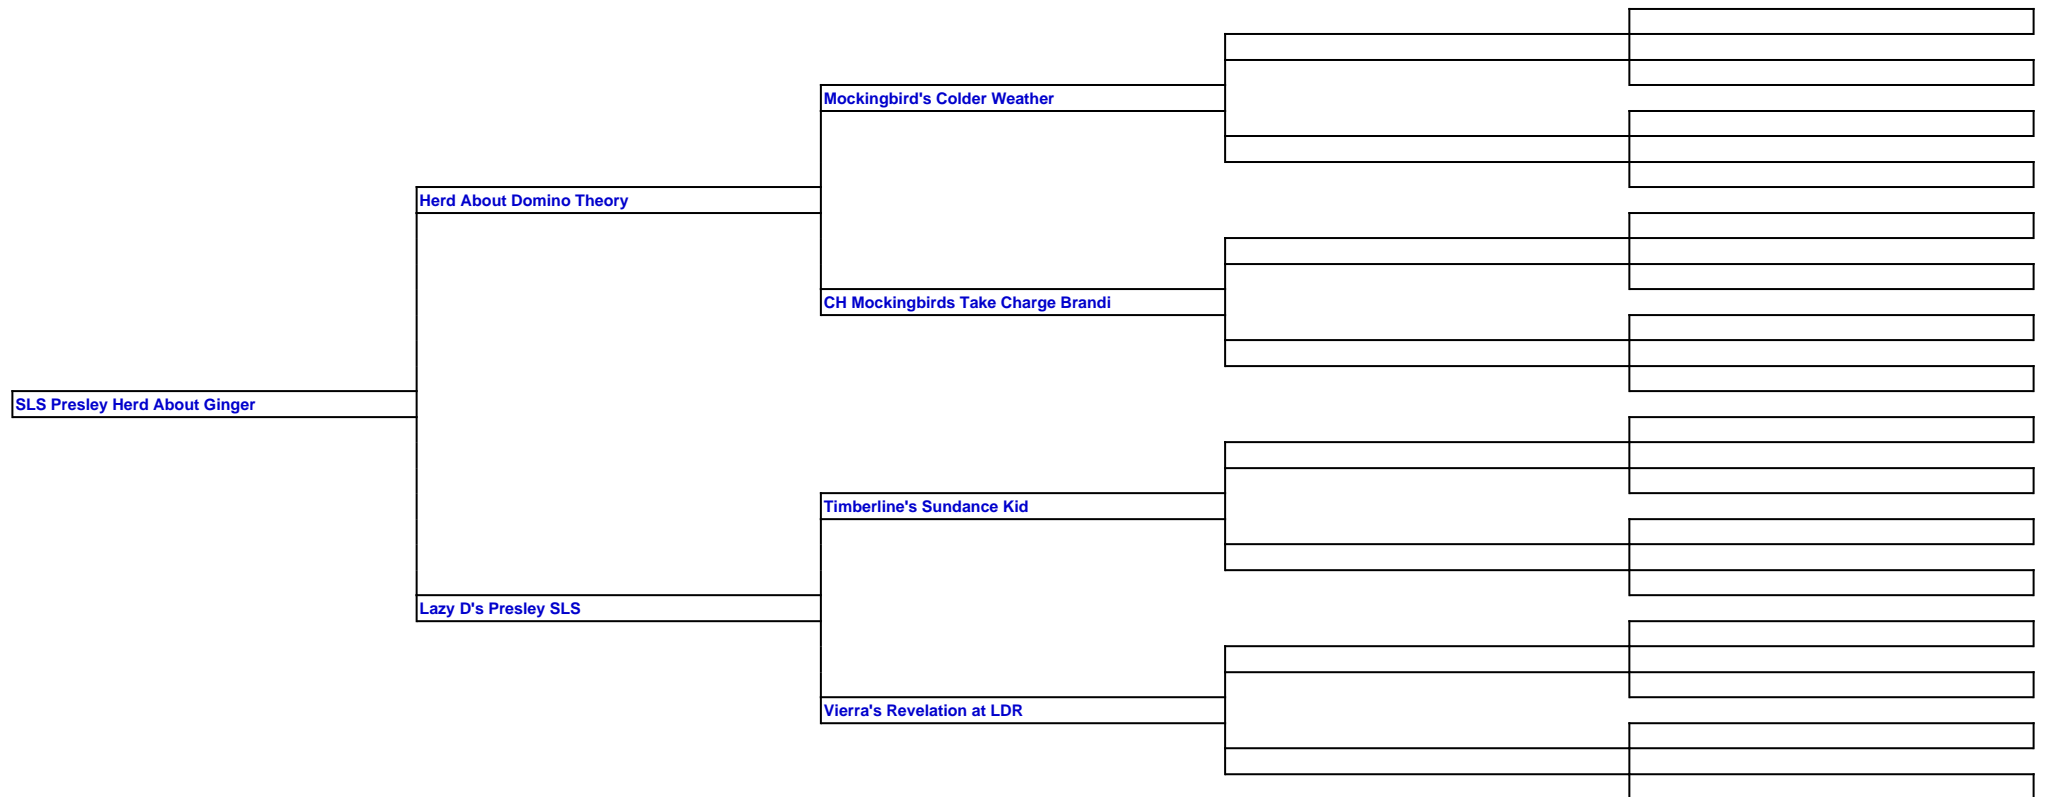 Mockingbird's Colder Weather
Herd About Domino Theory
CH Mockingbirds Take Charge Brandi
SLS Presley Herd About Ginger
Timberline's Sundance Kid
Lazy D's Presley SLS
Vierra's Revelation at LDR